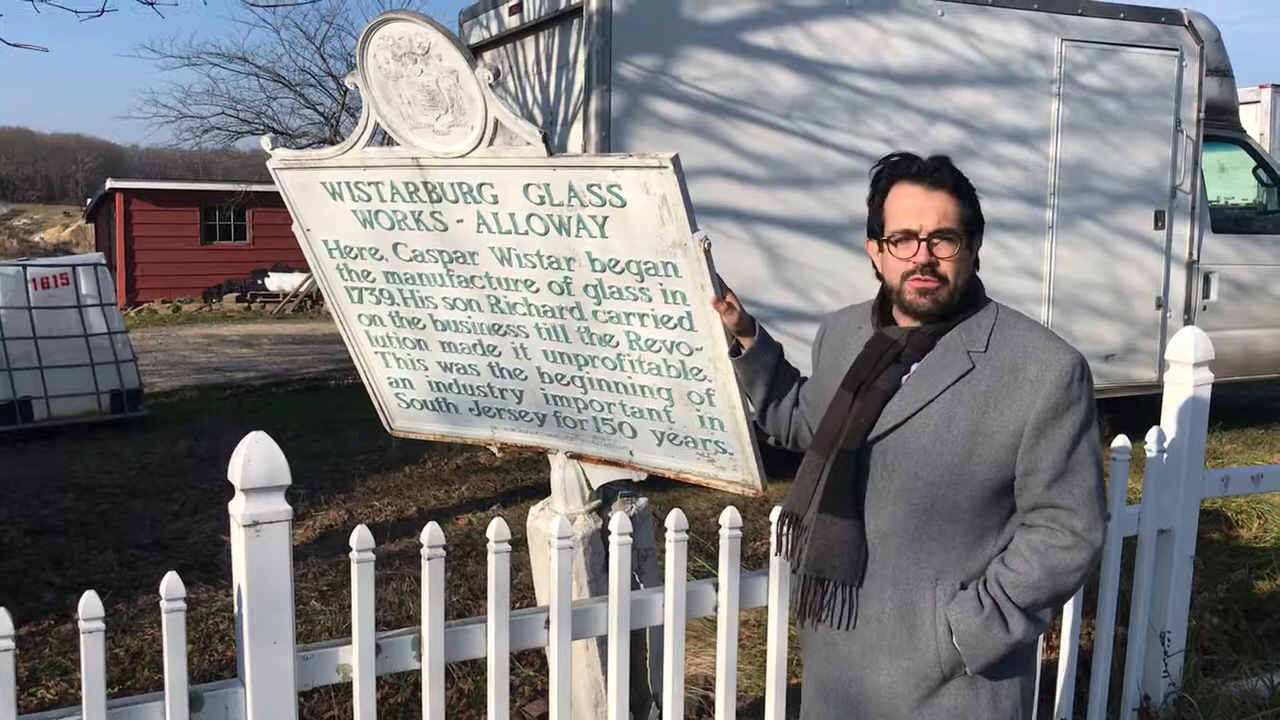 WISTARBURG GLASS
WORKS - ALLOWAY
Here, Caspar Wistar began
the manufacture of glass in
1739. His son Richard carried
on the business till the Revo-
lution made it unprofitable.
This was the beginning of
an industry important in
South Jersey for 150 years.
1615